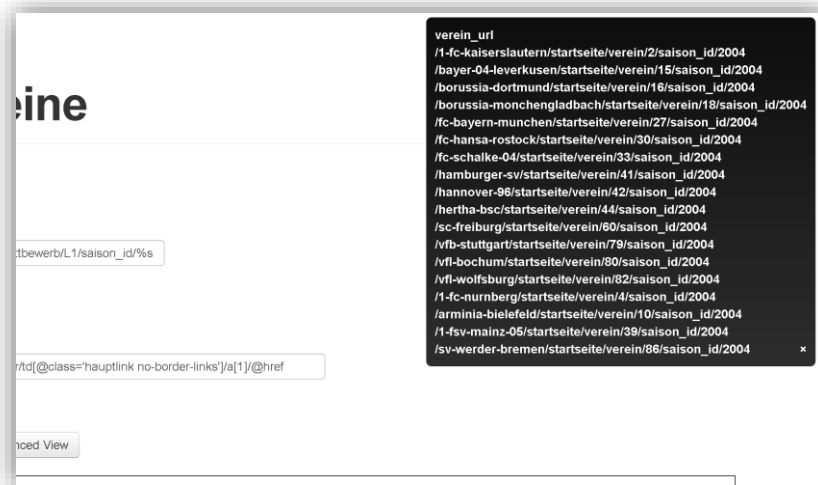 eine
ttbewerb/L1/saison_id/%s
r/td[@class='hauptlink no-border-links']/a[1]/@href
nced View
verein_url
/1-fc-kaiserslautern/startseite/verein/2/saison_id/2004
/bayer-04-leverkusen/startseite/verein/15/saison_id/2004
/borussia-dortmund/startseite/verein/16/saison_id/2004
/borussia-monchengladbach/startseite/verein/18/saison_id/2004
/fc-bayern-munchen/startseite/verein/27/saison_id/2004
/fc-hansa-rostock/startseite/verein/30/saison_id/2004
/fc-schalke-04/startseite/verein/33/saison_id/2004
/hamburger-sv/startseite/verein/41/saison_id/2004
/hannover-96/startseite/verein/42/saison_id/2004
/hertha-bsc/startseite/verein/44/saison_id/2004
/sc-freiburg/startseite/verein/60/saison_id/2004
/vfb-stuttgart/startseite/verein/79/saison_id/2004
/vfl-bochum/startseite/verein/80/saison_id/2004
/vfl-wolfsburg/startseite/verein/82/saison_id/2004
/1-fc-nurnberg/startseite/verein/4/saison_id/2004
/arminia-bielefeld/startseite/verein/10/saison_id/2004
/1-fsv-mainz-05/startseite/verein/39/saison_id/2004
/sv-werder-bremen/startseite/verein/86/saison_id/2004 ×